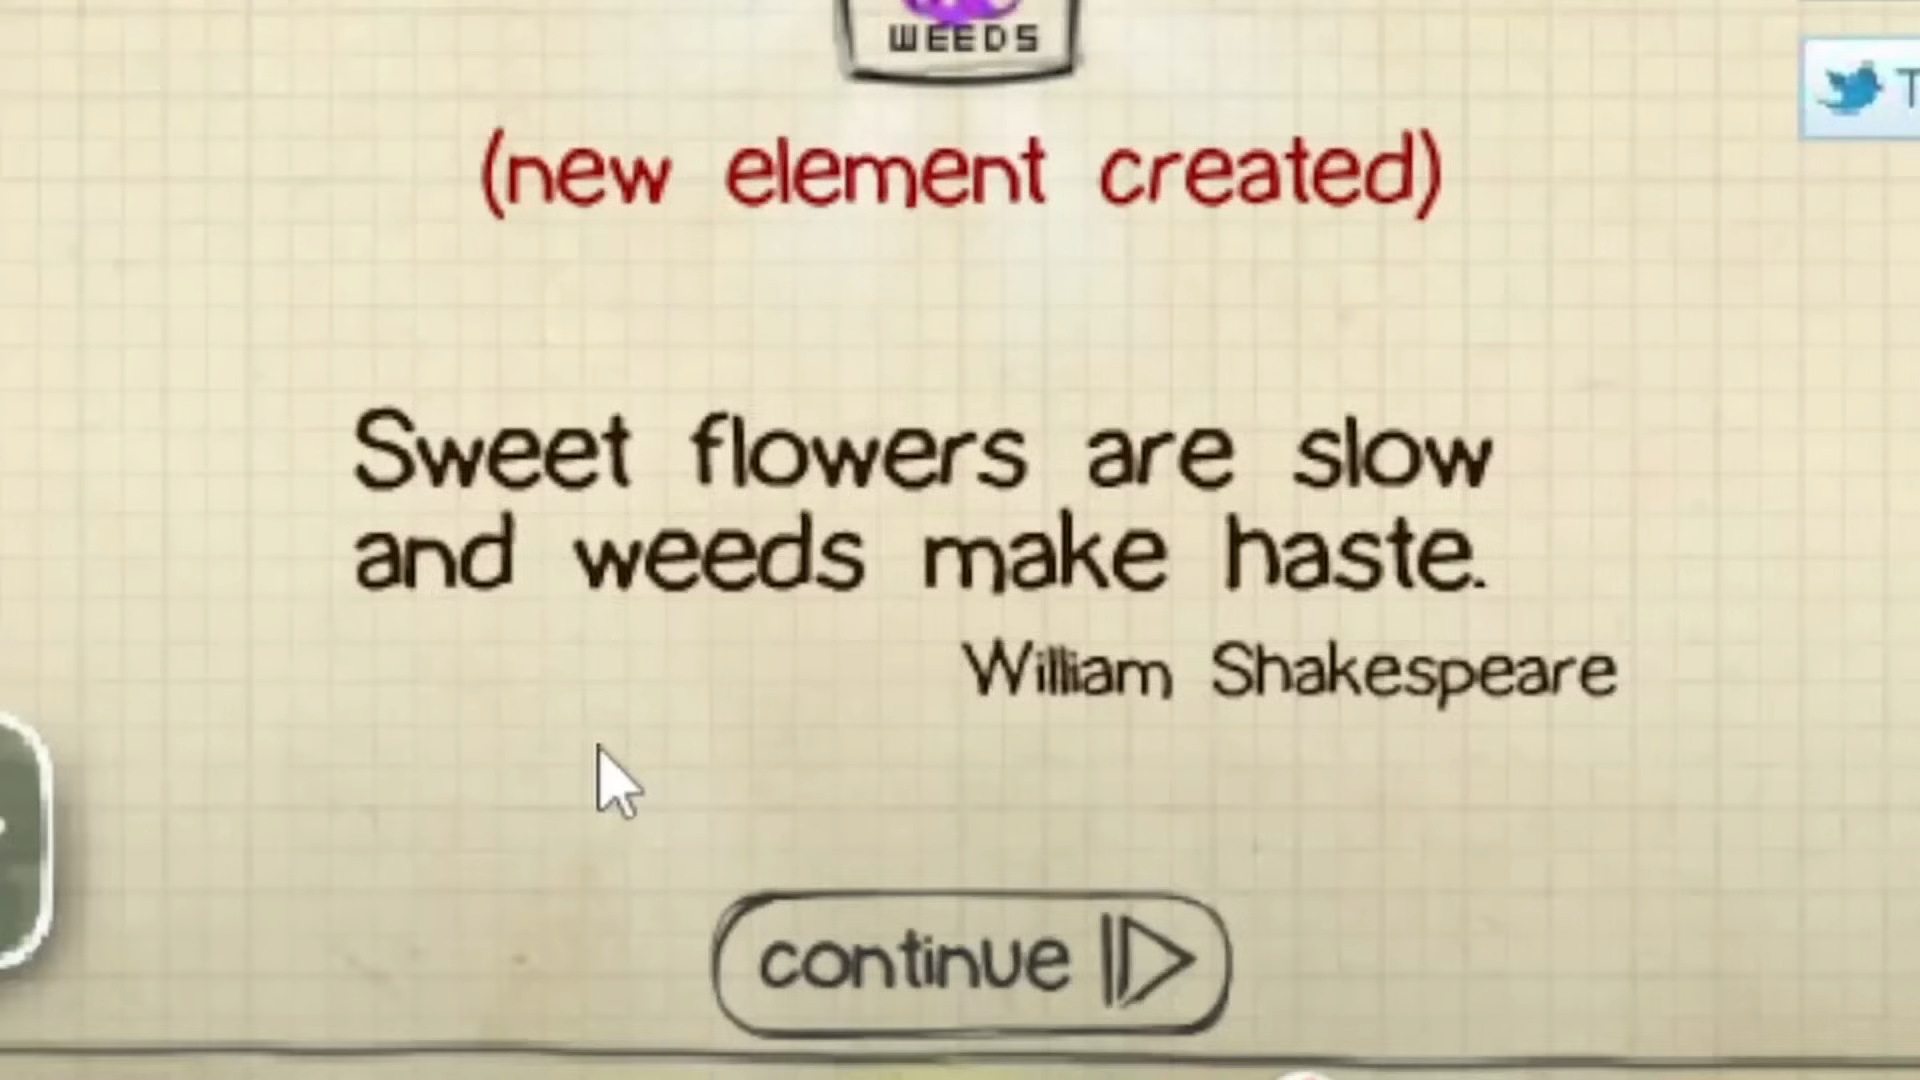 WEEDS
(new element created)
Sweet flowers are slow
and weeds make haste.
William Shakespeare
continue